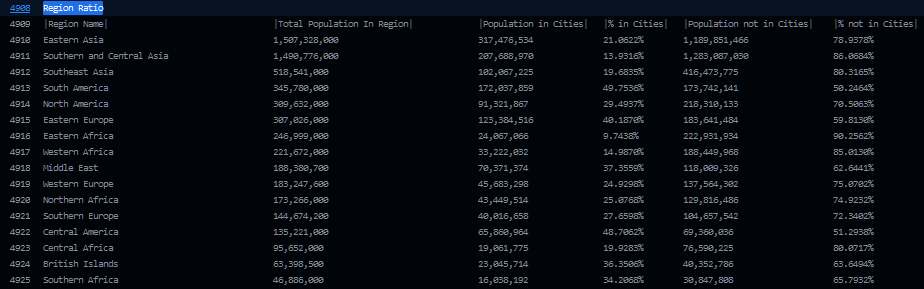 4908 Region Ratio
4909 |Region Name| |Total Population In Region| |Population in Cities| |% in Cities| |Population not in Cities| |% not in Cities|
4910 Eastern Asia 1,507,328,000 317,476,534 21.0622% 1,189,851,466 78.9378%
4911 Southern and Central Asia 1,490,776,000 207,688,970 13.9316% 1,283,087,030 86.0684%
4912 Southeast Asia 518,541,000 102,067,225 19.6835% 416,473,775 80.3165%
4913 South America 345,780,000 172,037,859 49.7536% 173,742,141 50.2464%
4914 North America 309,632,000 91,321,867 29.4937% 218,310,133 70.5063%
4915 Eastern Europe 307,026,000 123,384,516 40.1870% 183,641,484 59.8130%
4916 Eastern Africa 246,999,000 24,067,066 9.7438% 222,931,934 90.2562%
4917 Western Africa 221,672,000 33,222,032 14.9870% 188,449,968 85.0130%
4918 Middle East 188,380,700 70,371,374 37.3559% 118,009,326 62.6441%
4919 Western Europe 183,247,600 45,683,298 24.9298% 137,564,302 75.0702%
4920 Northern Africa 173,266,000 43,449,514 25.0768% 129,816,486 74.9232%
4921 Southern Europe 144,674,200 40,016,658 27.6598% 104,657,542 72.3402%
4922 Central America 135,221,000 65,860,964 48.7062% 69,360,036 51.2938%
4923 Central Africa 95,652,000 19,061,775 19.9283% 76,590,225 80.0717%
4924 British Islands 63,398,500 23,045,714 36.3506% 40,352,786 63.6494%
4925 Southern Africa 46,886,000 16,038,192 34.2068% 30,847,808 65.7932%